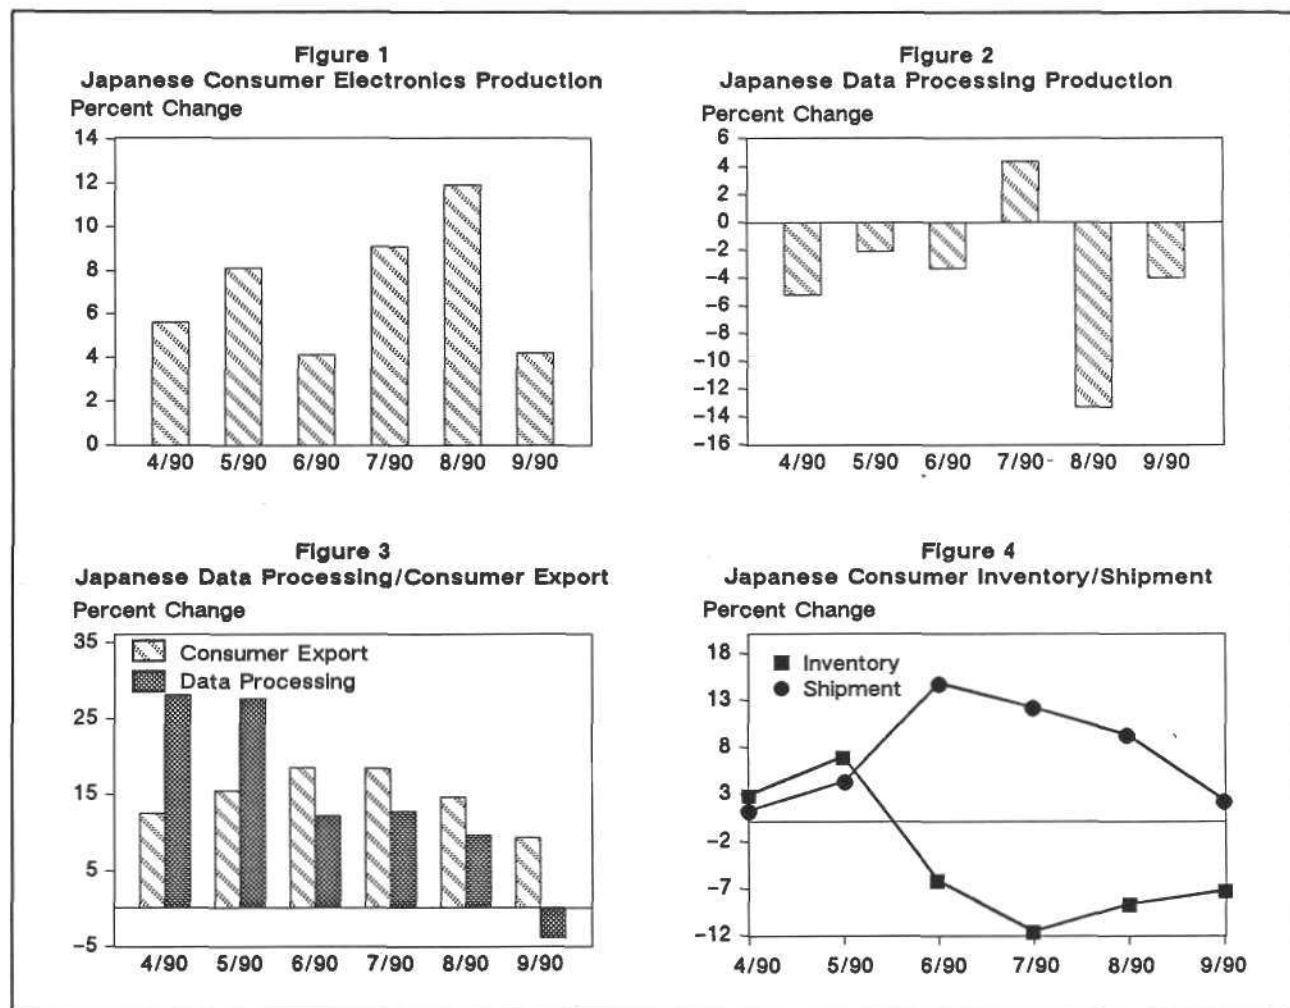 Figure 1
Japanese Consumer Electronics Production
Percent Change
14
12
10
8
6
4
2
0
4/90 5/90 6/90 7/90 8/90 9/90
Figure 2
Japanese Data Processing Production
Percent Change
6
4
2
0
-2
-4
-6
-8
-10
-12
-14
-16
4/90 5/90 6/90 7/90 8/90 9/90
Figure 3
Japanese Data Processing/Consumer Export
Percent Change
35
25
15
5
-5
Consumer Export
Data Processing
4/90 5/90 6/90 7/90 8/90 9/90
Figure 4
Japanese Consumer Inventory/Shipment
Percent Change
18
13
8
3
-2
-7
-12
Inventory
Shipment
4/90 5/90 6/90 7/90 8/90 9/90